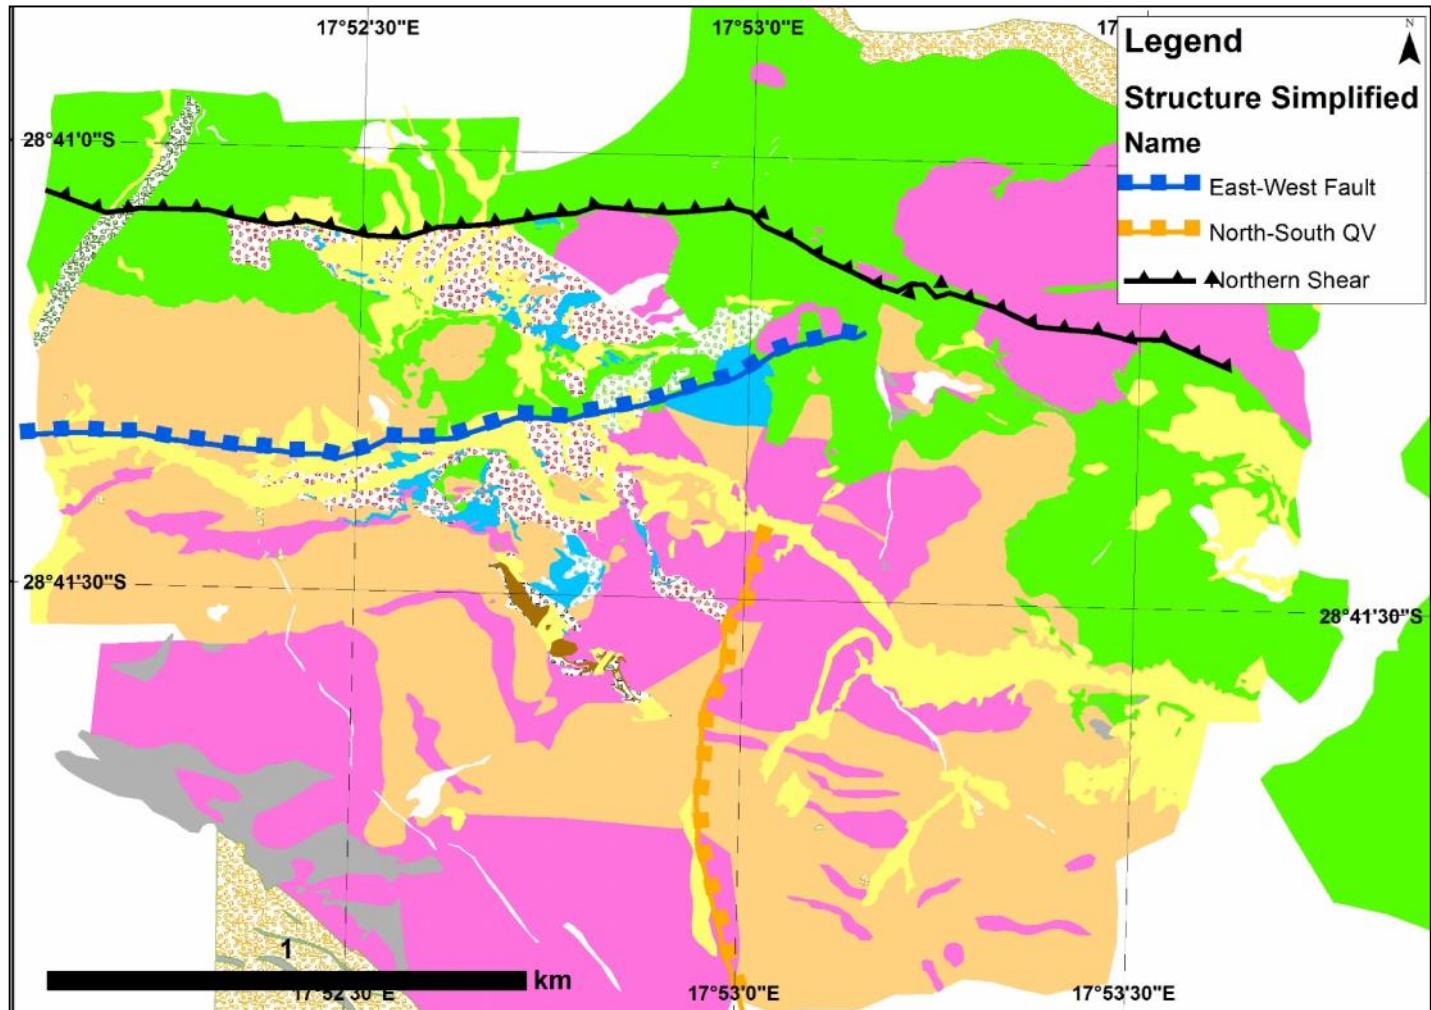 17°52'30"E
17°53'0"E
17
N
Legend
Structure Simplified
Name
East-West Fault
North-South QV
Northern Shear
28°41'0"S
28°41'30"S
28°41'30"S
1
km
17°52'30"E
17°53'0"E
17°53'30"E